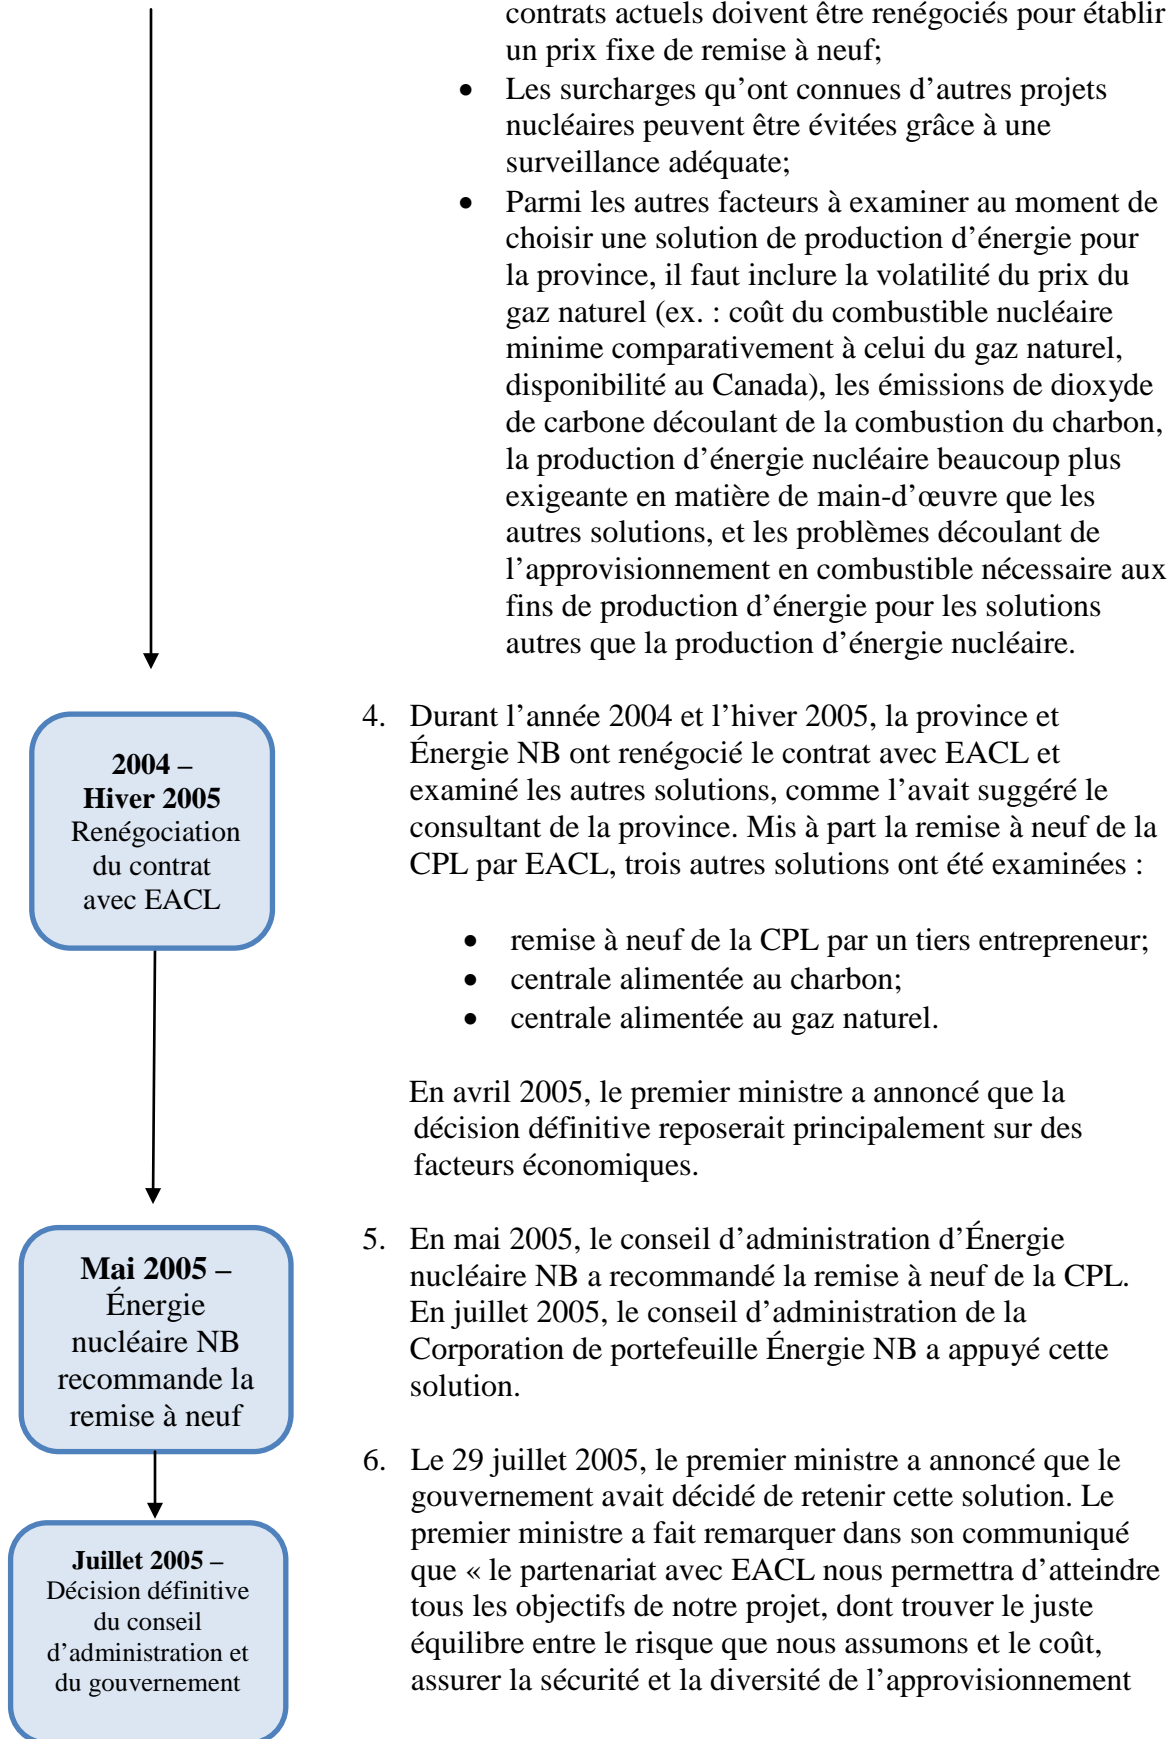 contrats actuels doivent être renégociés pour établir
un prix fixe de remise à neuf;
• Les surcharges qu’ont connues d’autres projets
nucléaires peuvent être évitées grâce à une
surveillance adéquate;
• Parmi les autres facteurs à examiner au moment de
choisir une solution de production d’énergie pour
la province, il faut inclure la volatilité du prix du
gaz naturel (ex. : coût du combustible nucléaire
minime comparativement à celui du gaz naturel,
disponibilité au Canada), les émissions de dioxyde
de carbone découlant de la combustion du charbon,
la production d’énergie nucléaire beaucoup plus
exigeante en matière de main-d’œuvre que les
autres solutions, et les problèmes découlant de
l’approvisionnement en combustible nécessaire aux
fins de production d’énergie pour les solutions
autres que la production d’énergie nucléaire.
2004 –
Hiver 2005
Renégociation
du contrat
avec EACL
4. Durant l’année 2004 et l’hiver 2005, la province et
Énergie NB ont renégocié le contrat avec EACL et
examiné les autres solutions, comme l’avait suggéré le
consultant de la province. Mis à part la remise à neuf de la
CPL par EACL, trois autres solutions ont été examinées :
• remise à neuf de la CPL par un tiers entrepreneur;
• centrale alimentée au charbon;
• centrale alimentée au gaz naturel.
En avril 2005, le premier ministre a annoncé que la
décision définitive reposerait principalement sur des
facteurs économiques.
Mai 2005 –
Énergie
nucléaire NB
recommande la
remise à neuf
5. En mai 2005, le conseil d’administration d’Énergie
nucléaire NB a recommandé la remise à neuf de la CPL.
En juillet 2005, le conseil d’administration de la
Corporation de portefeuille Énergie NB a appuyé cette
solution.
Juillet 2005 –
Décision définitive
du conseil
d’administration et
du gouvernement
6. Le 29 juillet 2005, le premier ministre a annoncé que le
gouvernement avait décidé de retenir cette solution. Le
premier ministre a fait remarquer dans son communiqué
que « le partenariat avec EACL nous permettra d’atteindre
tous les objectifs de notre projet, dont trouver le juste
équilibre entre le risque que nous assumons et le coût,
assurer la sécurité et la diversité de l’approvisionnement